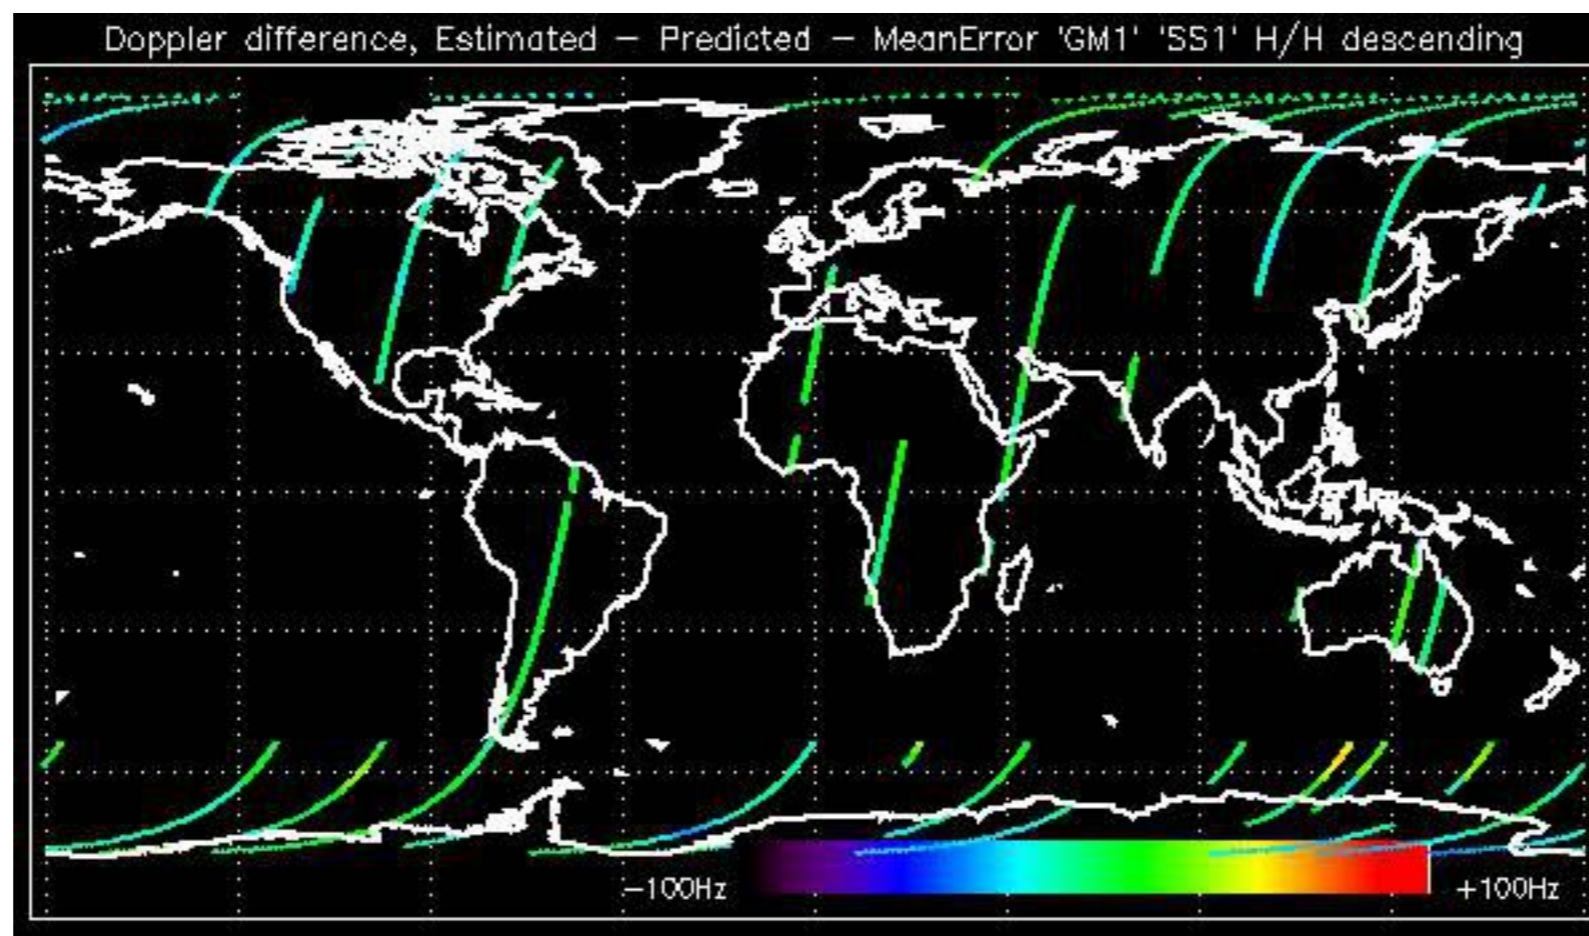 Doppler difference, Estimated – Predicted – MeanError 'GM1' 'SS1' H/H descending
-100Hz +100Hz